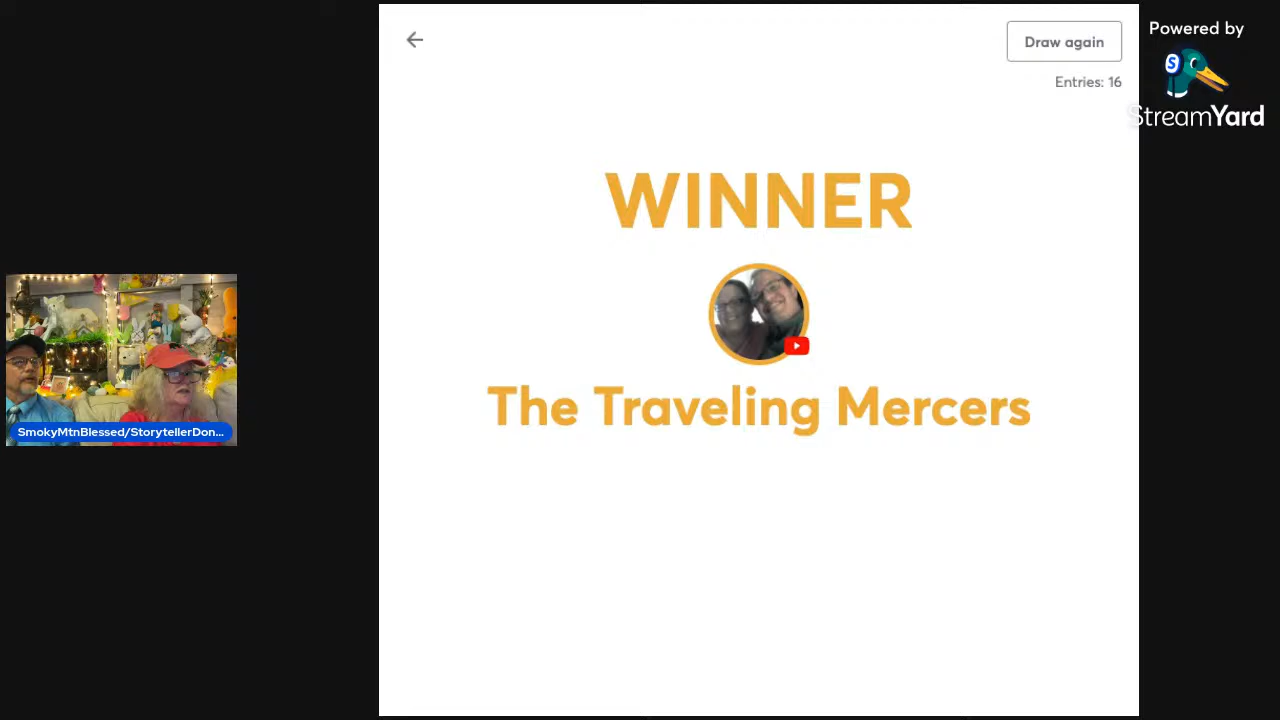 Draw again
Powered by
Entries: 16
StreamYard
WINNER
The Traveling Mercers
SmokyMtnBlessed/StorytellerDon...